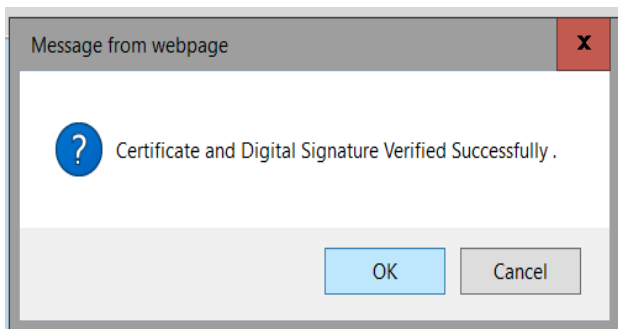 Message from webpage
X
?
Certificate and Digital Signature Verified Successfully .
OK
Cancel